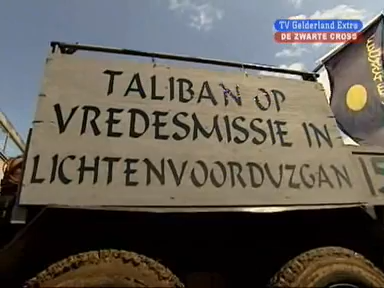 TV Gelderland Extra
DE ZWARTE CROSS
TALIBAN OP
VREDESMISSIE IN
LICHTENVOORDUZGAN